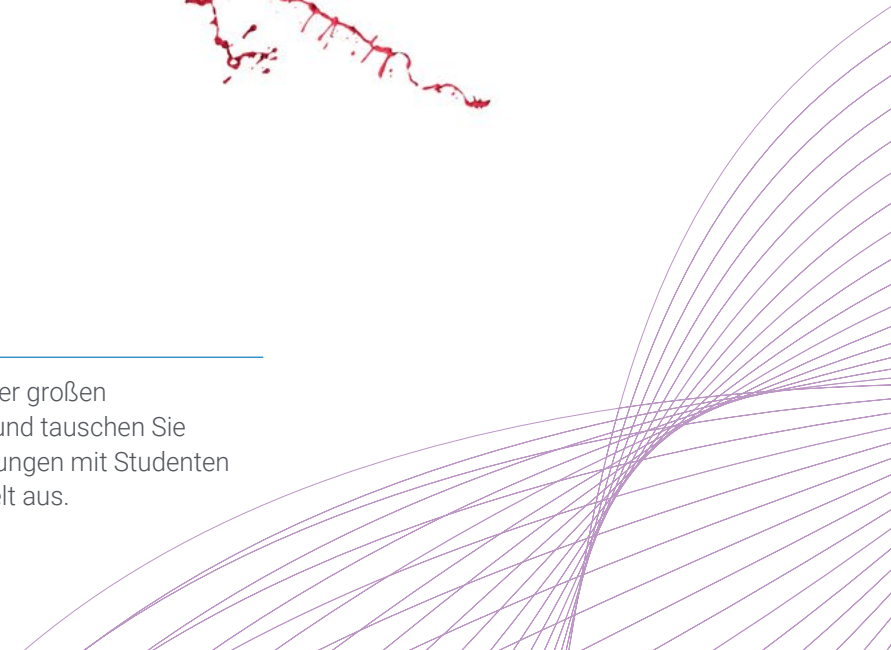 er großen
und tauschen Sie
ungen mit Studenten
lt aus.